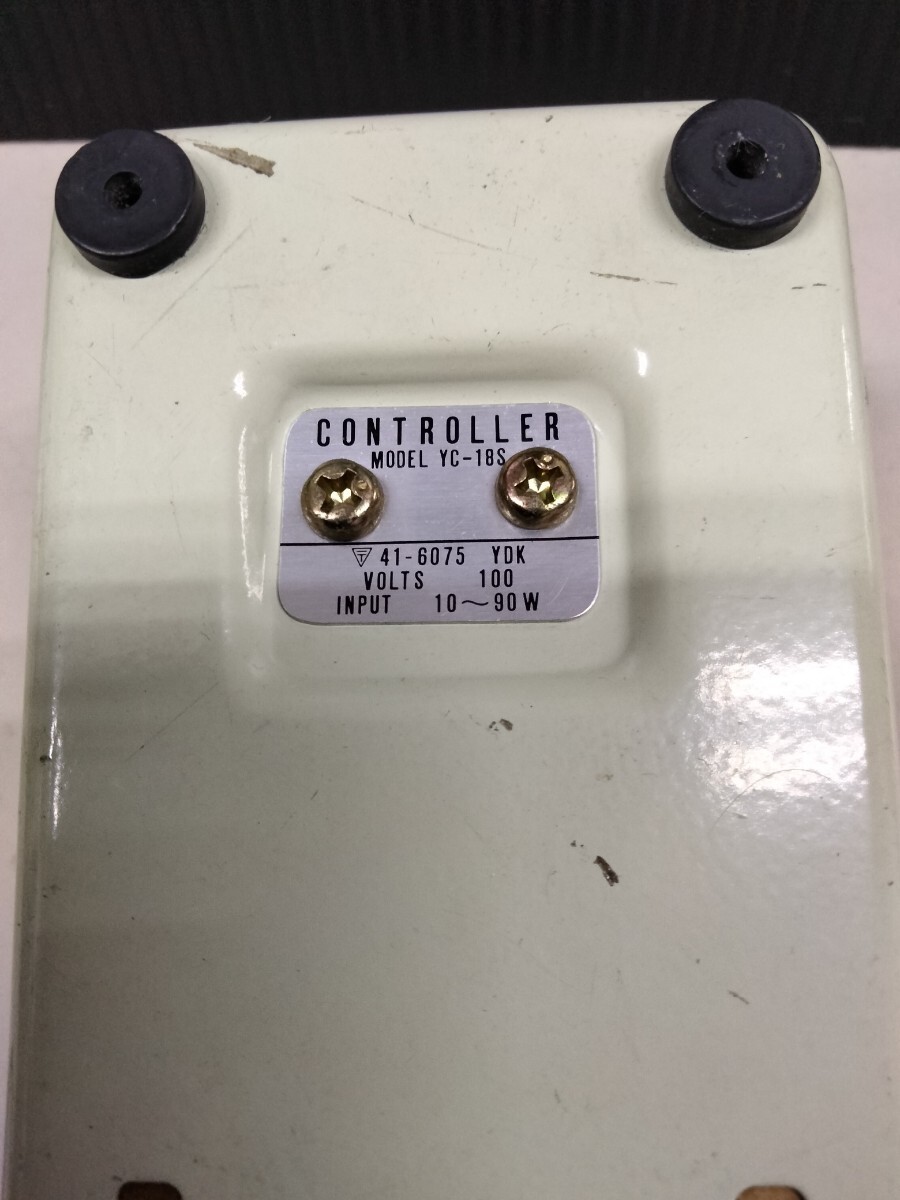 CONTROLLER
MODEL YC-18S
41-6075 YDK
VOLTS 100
INPUT 10~90W